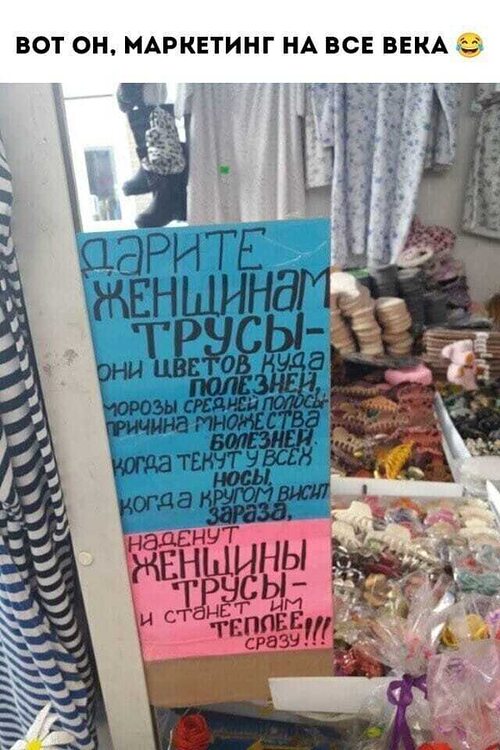 ВОТ ОН, МАРКЕТИНГ НА ВСЕ ВЕКА 😂
ДАРИТЕ
ЖЕНЩИНАМ
ТРУСЫ-
ОНИ ЦВЕТОВ КУДА
ПОЛЕЗНЕЙ,
МОРОЗЫ СРЕДНЕЙ ПОЛОСЫ-
ПРИЧИНА МНОЖЕСТВА
БОЛЕЗНЕЙ.
КОГДА ТЕКУТ У ВСЕХ
НОСЫ,
КОГДА КРУГОМ ВИСИТ
ЗАРАЗА,
НАДЕНУТ
ЖЕНЩИНЫ
ТРУСЫ-
И СТАНЕТ ИМ
ТЕПЛЕЕ!!!
СРАЗУ!!!